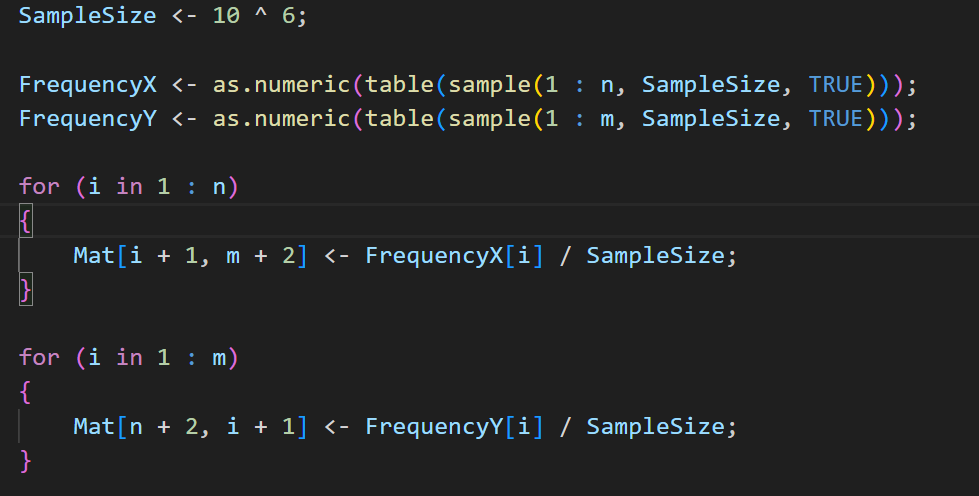 SampleSize <- 10 ^ 6;
FrequencyX <- as.numeric(table(sample(1 : n, SampleSize, TRUE)));
FrequencyY <- as.numeric(table(sample(1 : m, SampleSize, TRUE)));
for (i in 1 : n)
{
    Mat[i + 1, m + 2] <- FrequencyX[i] / SampleSize;
}
for (i in 1 : m)
{
    Mat[n + 2, i + 1] <- FrequencyY[i] / SampleSize;
}